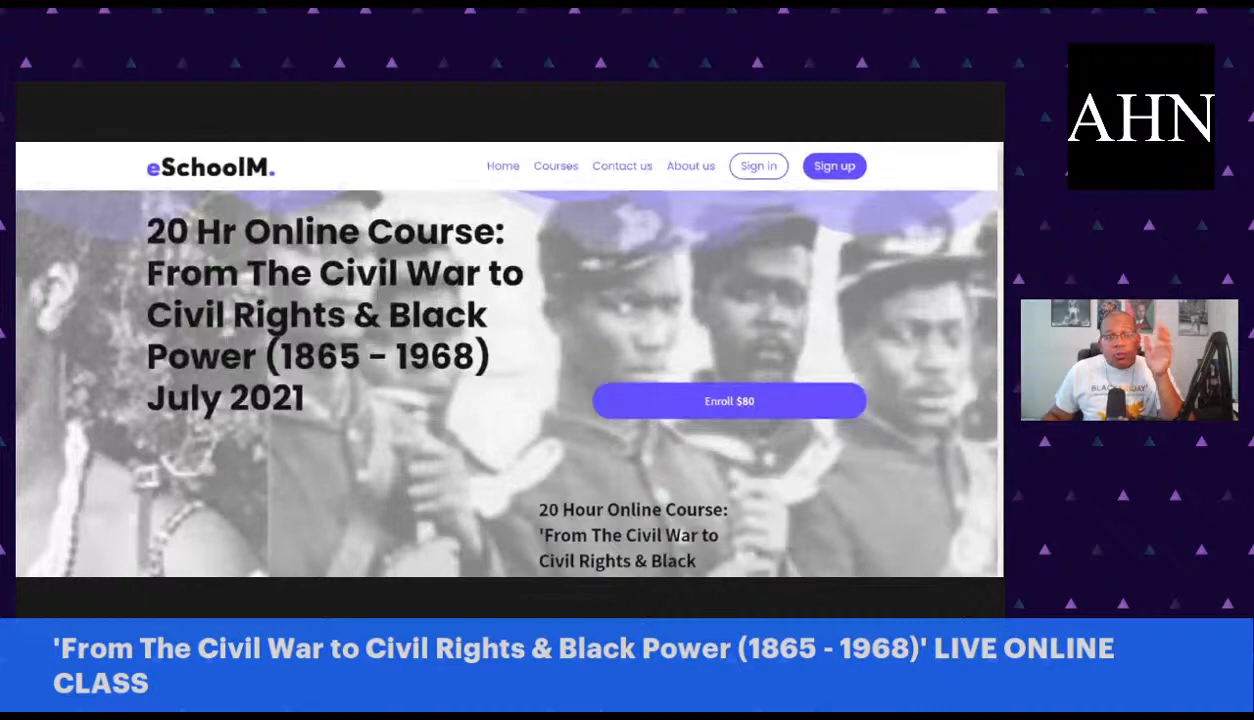 AHN
eSchoolM.
Home Courses Contact us About us Sign in Sign up
20 Hr Online Course:
From The Civil War to
Civil Rights & Black
Power (1865 - 1968)
July 2021
Enroll $80
20 Hour Online Course:
'From The Civil War to
Civil Rights & Black
'From The Civil War to Civil Rights & Black Power (1865 - 1968)' LIVE ONLINE
CLASS